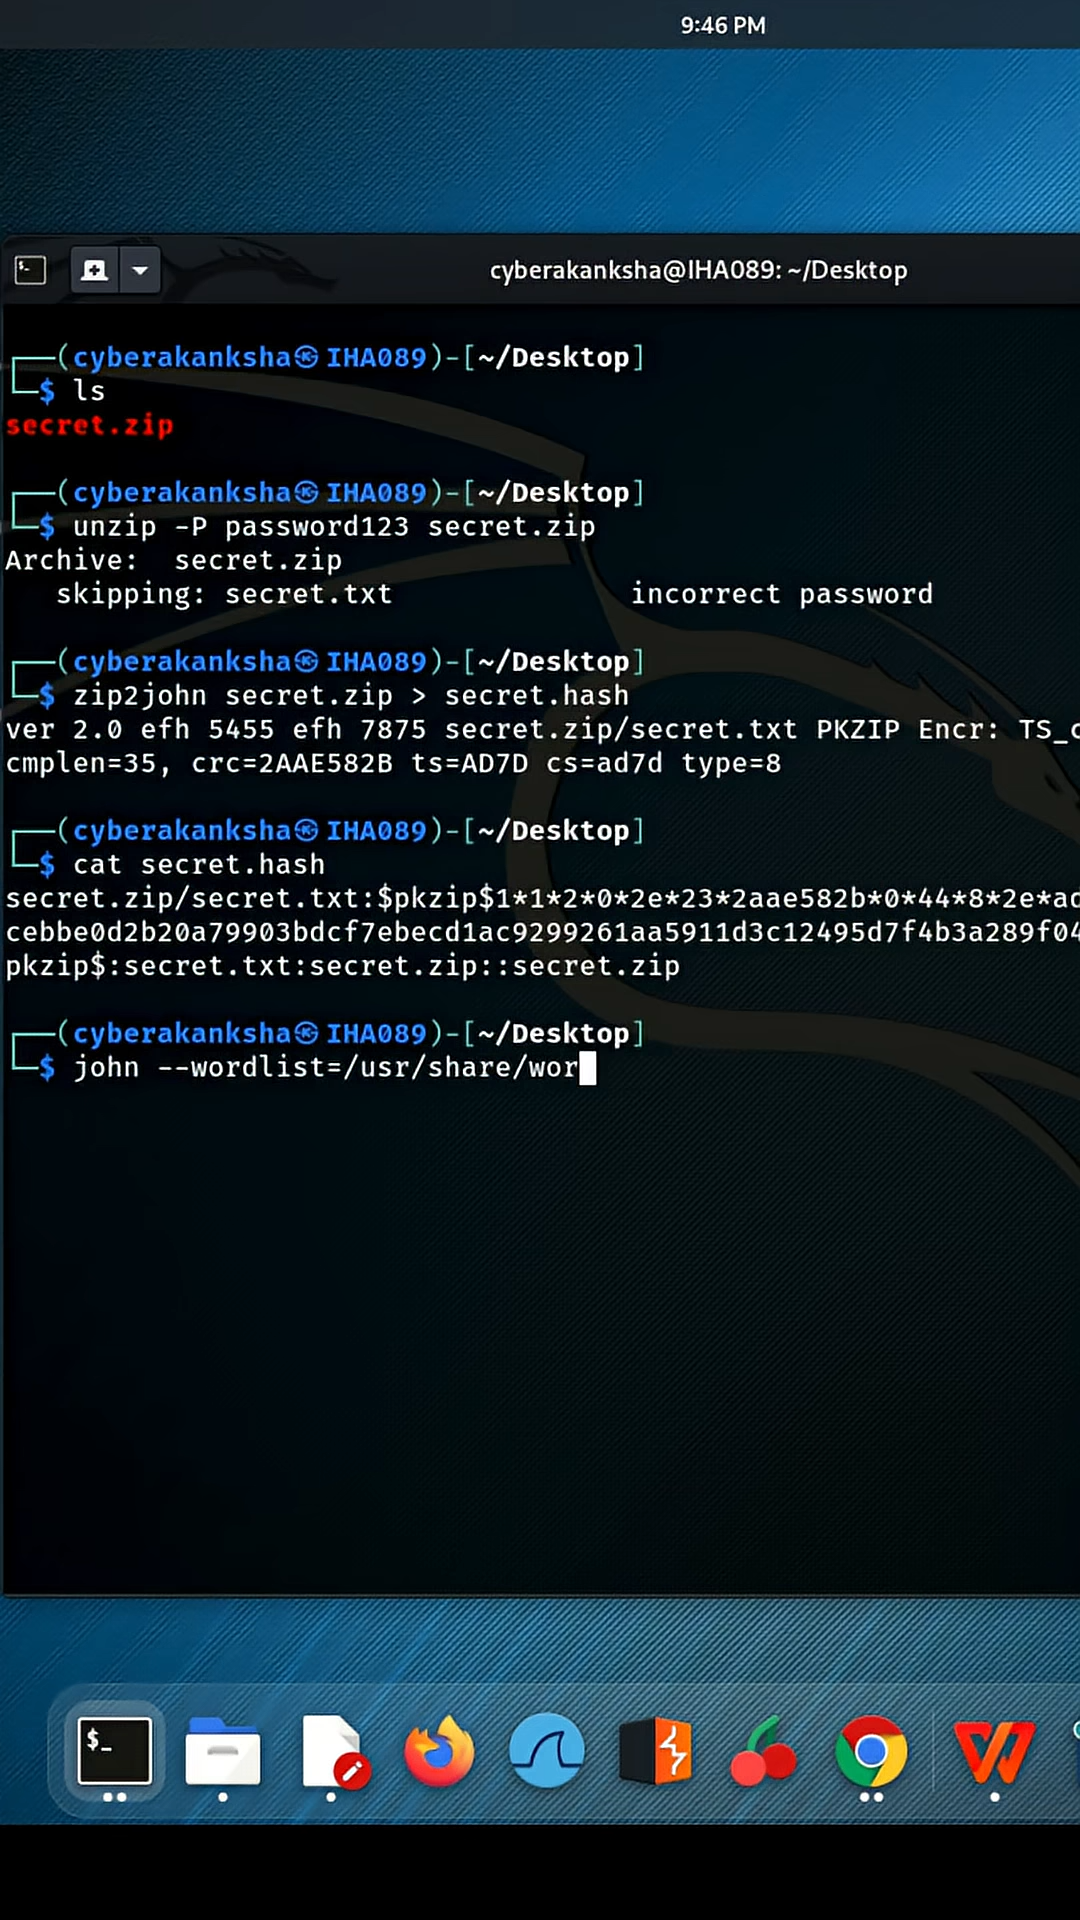 9:46 PM
cyberakanksha@IHA089: ~/Desktop
(cyberakanksha㉿IHA089)-[~/Desktop]
$ ls
secret.zip
(cyberakanksha㉿IHA089)-[~/Desktop]
$ unzip -P password123 secret.zip
Archive:  secret.zip
   skipping: secret.txt              incorrect password
(cyberakanksha㉿IHA089)-[~/Desktop]
$ zip2john secret.zip > secret.hash
ver 2.0 efh 5455 efh 7875 secret.zip/secret.txt PKZIP Encr: TS_c
cmplen=35, crc=2AAE582B ts=AD7D cs=ad7d type=8
(cyberakanksha㉿IHA089)-[~/Desktop]
$ cat secret.hash
secret.zip/secret.txt:$pkzip$1*1*2*0*2e*23*2aae582b*0*44*8*2e*ad
cebbe0d2b20a79903bdcf7ebecd1ac9299261aa5911d3c12495d7f4b3a289f04
pkzip$:secret.txt:secret.zip::secret.zip
(cyberakanksha㉿IHA089)-[~/Desktop]
$ john --wordlist=/usr/share/wor
$_